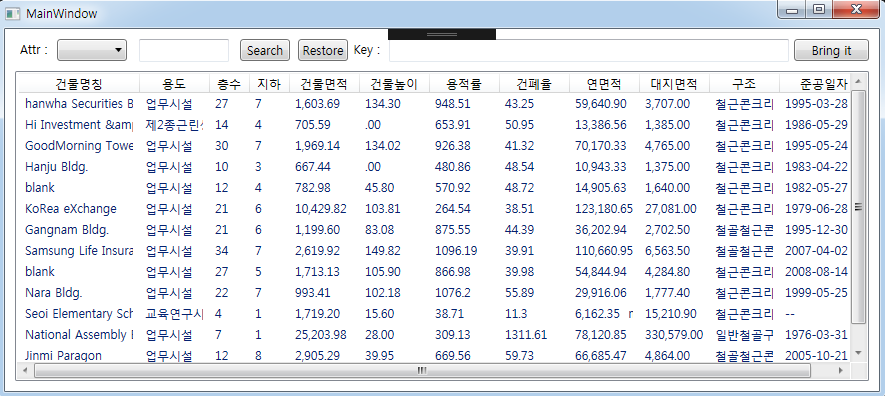 MainWindow
Attr : Search Restore Key : Bring it
건물명칭 용도 층수 지하 건물면적 건물높이 용적률 건폐율 연면적 대지면적 구조 준공일자
hanwha Securities B 업무시설 27 7 1,603.69 134.30 948.51 43.25 59,640.90 3,707.00 철근콘크리 1995-03-28
Hi Investment &amp 제2종근린생 14 4 705.59 .00 653.91 50.95 13,386.56 1,385.00 철근콘크리 1986-05-29
GoodMorning Towe 업무시설 30 7 1,969.14 134.02 926.38 41.32 70,170.33 4,765.00 철근콘크리 1995-05-24
Hanju Bldg. 업무시설 10 3 667.44 .00 480.86 48.54 10,943.33 1,375.00 철근콘크리 1983-04-22
blank 업무시설 12 4 782.98 45.80 570.92 48.72 14,905.63 1,640.00 철근콘크리 1982-05-27
KoRea eXchange 업무시설 21 6 10,429.82 103.81 264.54 38.51 123,180.65 27,081.00 철근콘크리 1979-06-28
Gangnam Bldg. 업무시설 21 6 1,199.60 83.08 875.55 44.39 36,202.94 2,702.50 철골철근콘 1995-12-30
Samsung Life Insura 업무시설 34 7 2,619.92 149.82 1096.19 39.91 110,660.95 6,563.50 철골철근콘 2007-04-02
blank 업무시설 27 5 1,713.13 105.90 866.98 39.98 54,844.94 4,284.80 철근콘크리 2008-08-14
Nara Bldg. 업무시설 22 7 993.41 102.18 1076.2 55.89 29,916.06 1,777.40 철근콘크리 1999-05-25
Seoi Elementary Sch 교육연구시 4 1 1,719.20 15.60 38.71 11.3 6,162.35 15,210.90 철근콘크리 --
National Assembly 업무시설 7 1 25,203.98 28.00 309.13 1311.61 78,120.85 330,579.00 일반철골구 1976-03-31
Jinmi Paragon 업무시설 12 8 2,905.29 39.95 669.56 59.73 66,685.47 4,864.00 철골철근콘 2005-10-21